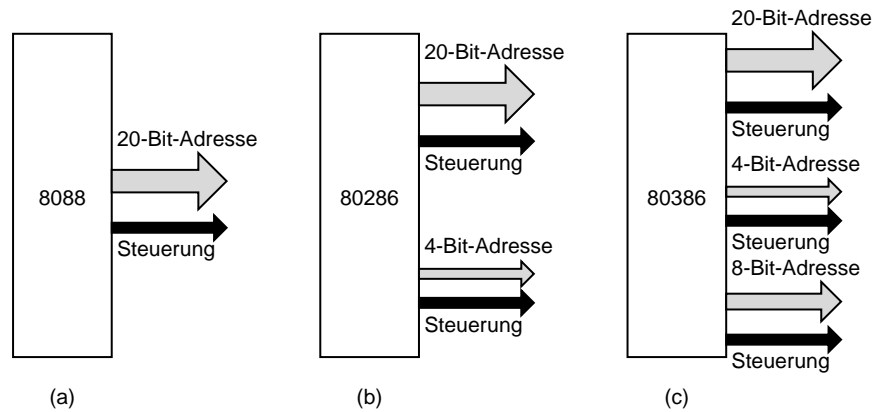 8088
20-Bit-Adresse
Steuerung
(a)
80286
20-Bit-Adresse
Steuerung
4-Bit-Adresse
Steuerung
(b)
80386
20-Bit-Adresse
Steuerung
4-Bit-Adresse
Steuerung
8-Bit-Adresse
Steuerung
(c)